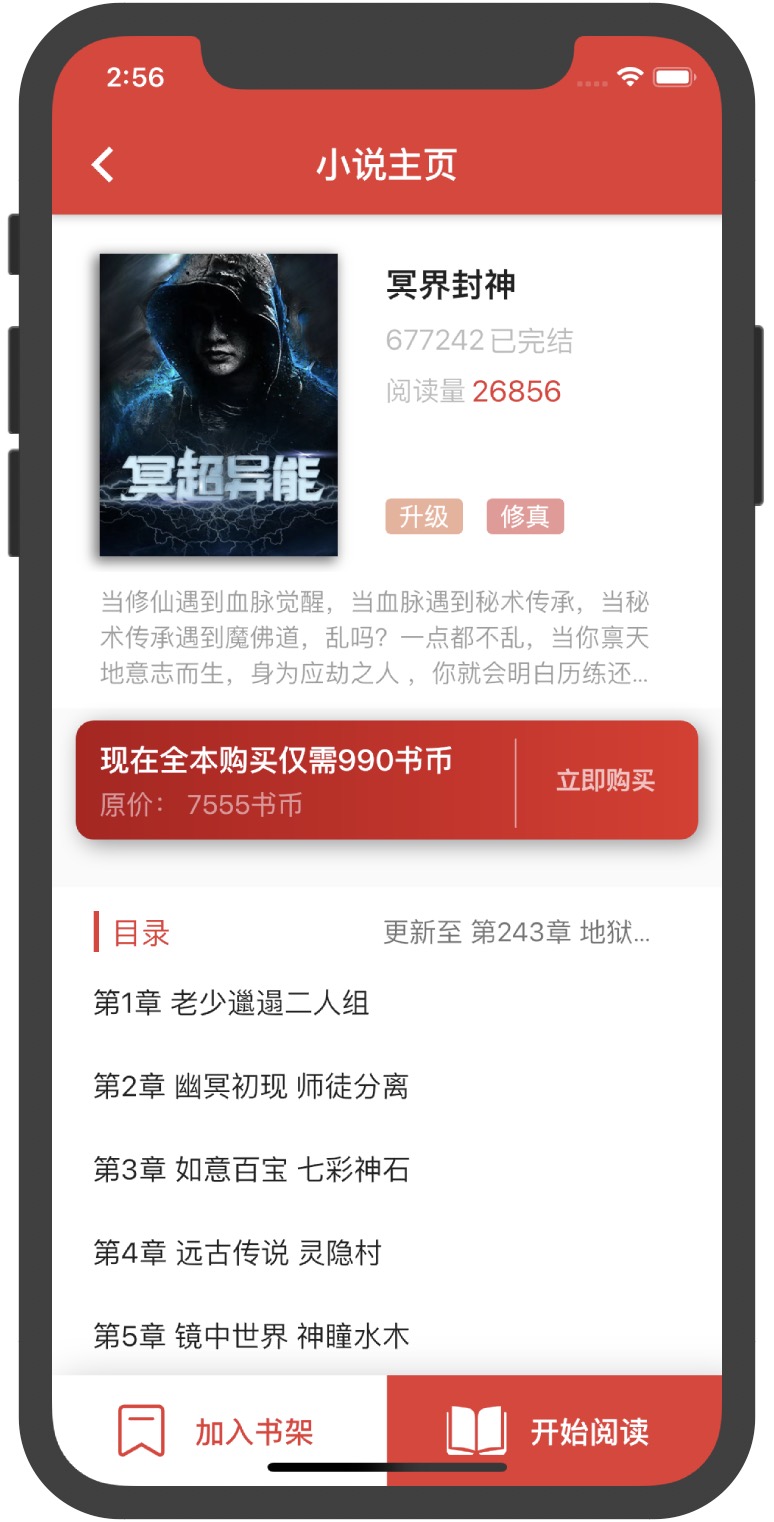 2:56
小说主页
冥超异能
冥界封神
677242已完结
阅读量 26856
升级 修真
当修仙遇到血脉觉醒，当血脉遇到秘术传承，当秘
术传承遇到魔佛道，乱吗？一点都不乱，当你禀天
地意志而生，身为应劫之人 ，你就会明白历练还...
现在全本购买仅需990书币
原价： 7555书币
立即购买
目录
更新至 第243章 地狱...
第1章 老少邋遢二人组
第2章 幽冥初现 师徒分离
第3章 如意百宝 七彩神石
第4章 远古传说 灵隐村
第5章 镜中世界 神瞳水木
加入书架
开始阅读